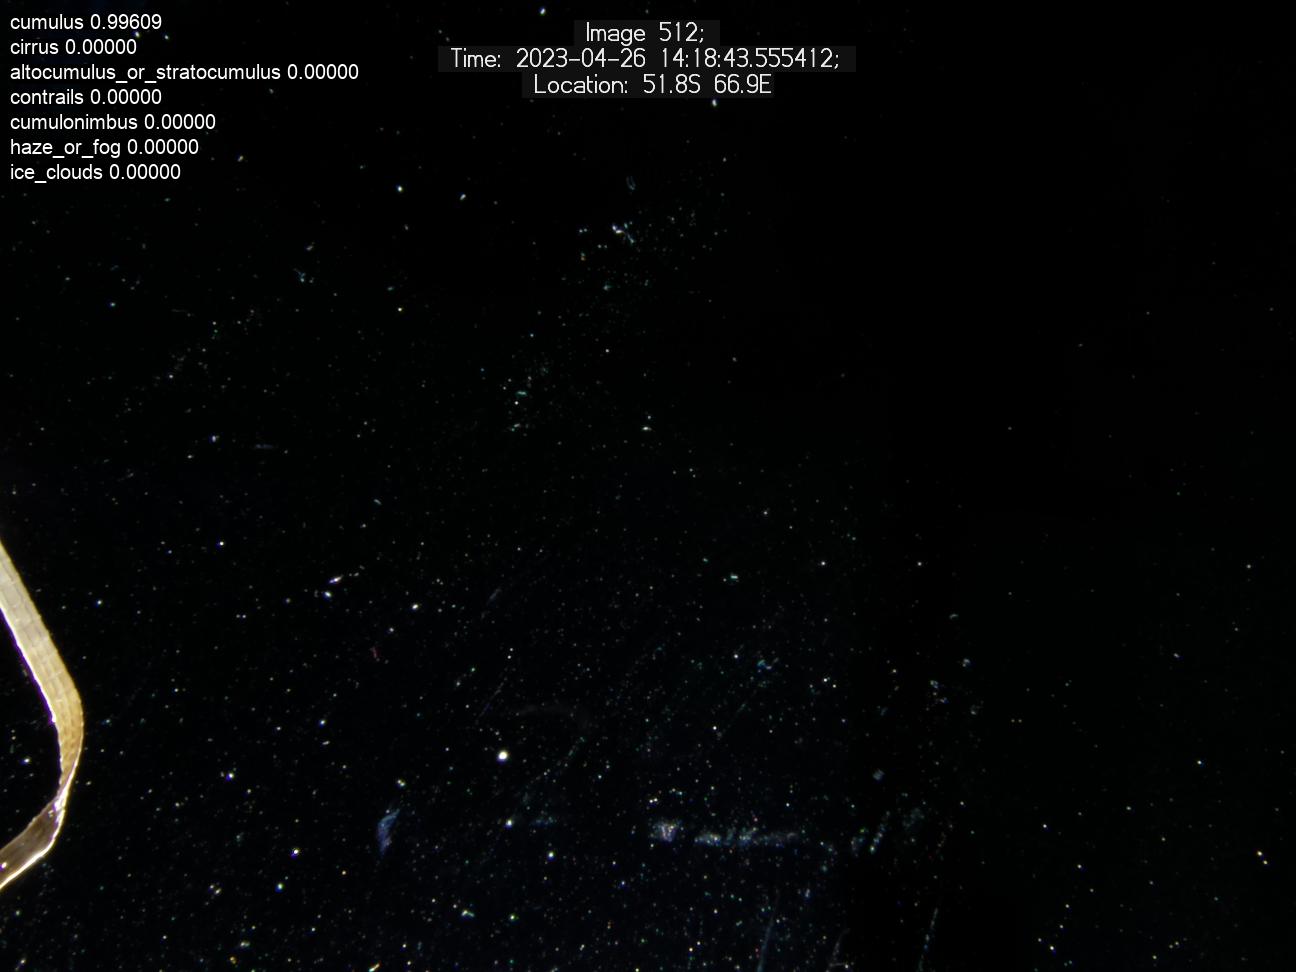 cumulus 0.99609
cirrus 0.00000
altocumulus_or_stratocumulus 0.00000
contrails 0.00000
cumulonimbus 0.00000
haze_or_fog 0.00000
ice_clouds 0.00000
Image 512;
Time: 2023-04-26 14:18:43.555412;
Location: 51.8S 66.9E